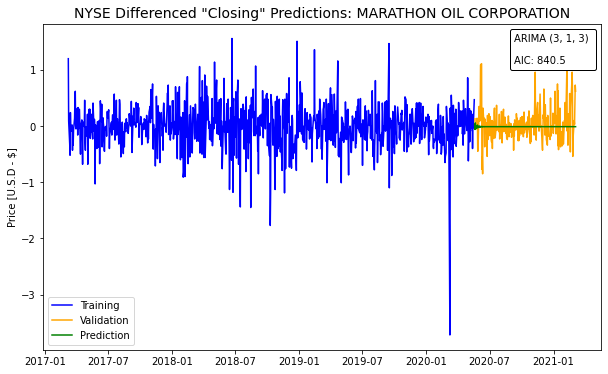 NYSE Differenced "Closing" Predictions: MARATHON OIL CORPORATION
ARIMA (3, 1, 3)
AIC: 840.5
Price [U.S.D - $]
1
0
−1
−2
−3
Training
Validation
Prediction
2017-01 2017-07 2018-01 2018-07 2019-01 2019-07 2020-01 2020-07 2021-01